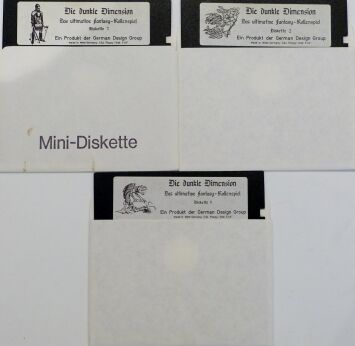 Die dunkle Dimension
Das ultimative Fantasy-Rollenspiel
Diskette 1
Ein Produkt der German Design Group
Mini-Diskette
Die dunkle Dimension
Das ultimative Fantasy-Rollenspiel
Diskette 2
Ein Produkt der German Design Group
Die dunkle Dimension
Das ultimative Fantasy-Rollenspiel
Diskette
Ein Produkt der German Design Group